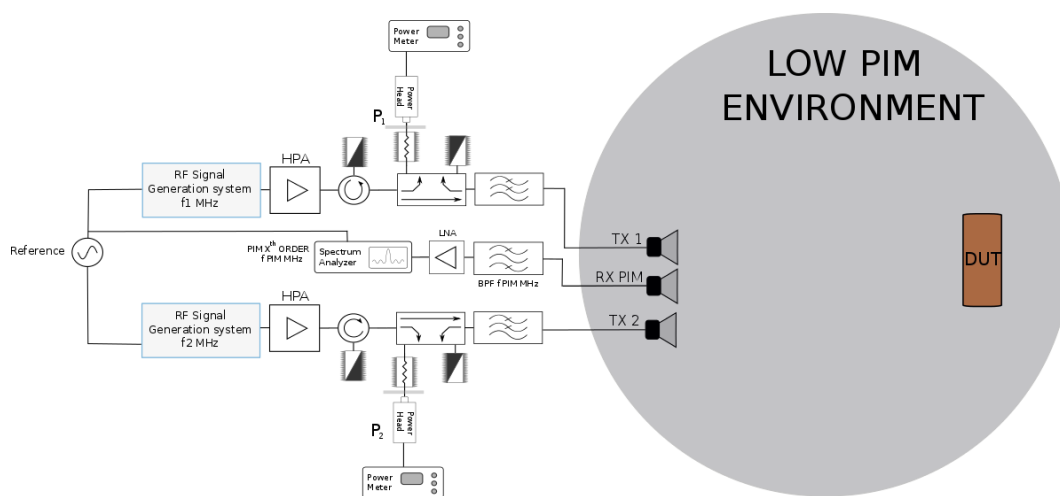 Power
Meter
LOW PIM
ENVIRONMENT
Power
Head
P1
HPA
RF Signal
Generation system
f1 MHz
TX 1
Reference
PIM Xth ORDER
f PIM MHz
Spectrum
Analyzer
LNA
BPF f PIM MHz
RX PIM
DUT
HPA
RF Signal
Generation system
f2 MHz
TX 2
Power
Head
P2
Power
Meter